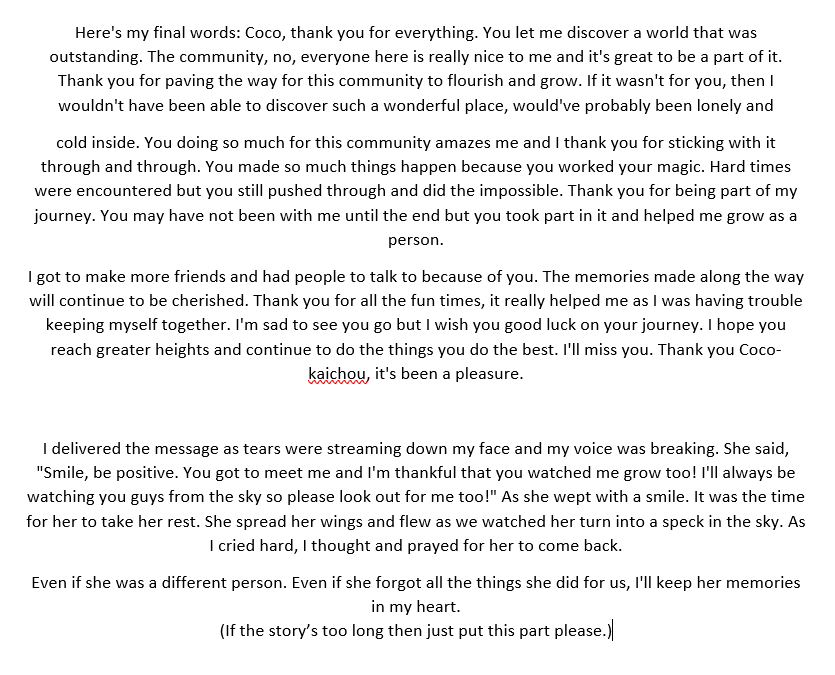 Here's my final words: Coco, thank you for everything. You let me discover a world that was
outstanding. The community, no, everyone here is really nice to me and it's great to be a part of it.
Thank you for paving the way for this community to flourish and grow. If it wasn't for you, then I
wouldn't have been able to discover such a wonderful place, would've probably been lonely and
cold inside. You doing so much for this community amazes me and I thank you for sticking with it
through and through. You made so much things happen because you worked your magic. Hard times
were encountered but you still pushed through and did the impossible. Thank you for being part of my
journey. You may have not been with me until the end but you took part in it and helped me grow as a
person.
I got to make more friends and had people to talk to because of you. The memories made along the way
will continue to be cherished. Thank you for all the fun times, it really helped me as I was having trouble
keeping myself together. I'm sad to see you go but I wish you good luck on your journey. I hope you
reach greater heights and continue to do the things you do the best. I'll miss you. Thank you Coco-
kaichou, it's been a pleasure.
I delivered the message as tears were streaming down my face and my voice was breaking. She said,
"Smile, be positive. You got to meet me and I'm thankful that you watched me grow too! I'll always be
watching you guys from the sky so please look out for me too!" As she wept with a smile. It was the time
for her to take her rest. She spread her wings and flew as we watched her turn into a speck in the sky. As
I cried hard, I thought and prayed for her to come back.
Even if she was a different person. Even if she forgot all the things she did for us, I'll keep her memories
in my heart.
(If the story’s too long then just put this part please.)